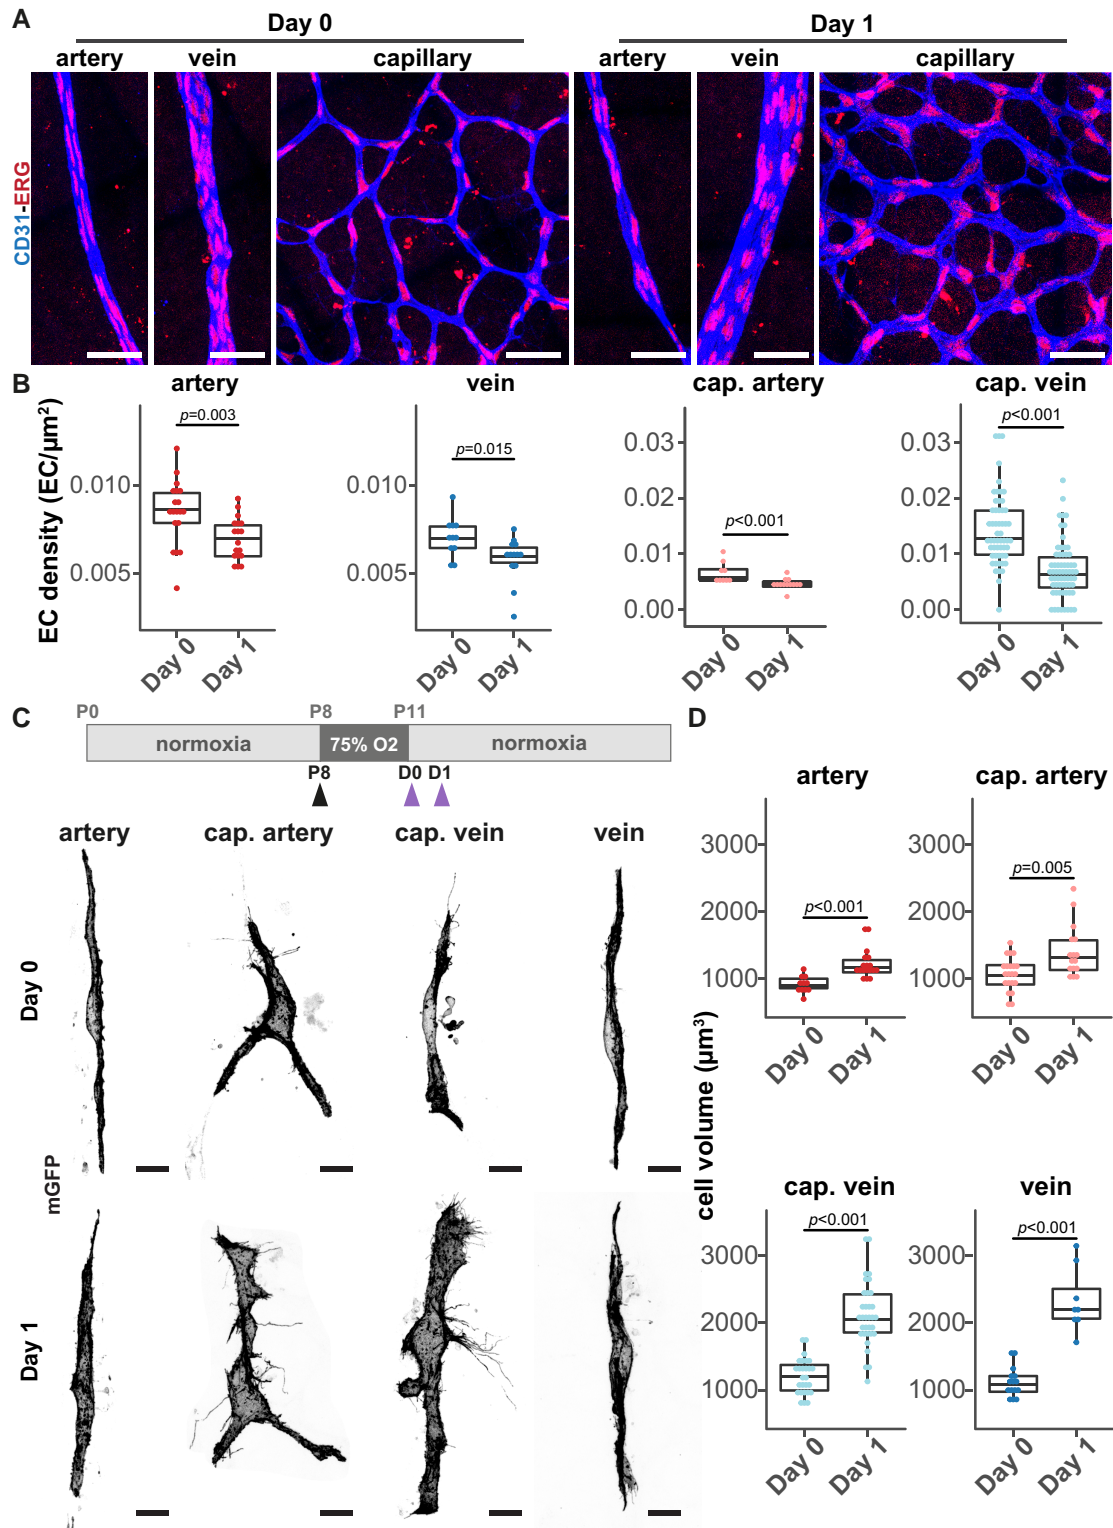 A
Day 0
Day 1
artery vein capillary artery vein capillary
CD31-ERG
B
artery vein cap. artery cap. vein
EC density (EC/µm²)
p=0.003
0.010
0.005
Day 0 Day 1
p=0.015
0.010
0.005
Day 0 Day 1
p<0.001
0.03
0.02
0.01
0.00
Day 0 Day 1
p<0.001
0.03
0.02
0.01
0.00
Day 0 Day 1
C
P0 P8 P11
normoxia 75% O2 normoxia
P8 D0 D1
artery cap. artery cap. vein vein
Day 0
mGFP
Day 1
D
cell volume (µm³)
artery
3000
2000
1000
p<0.001
Day 0 Day 1
cap. artery
3000
2000
1000
p=0.005
Day 0 Day 1
cap. vein
p<0.001
3000
2000
1000
Day 0 Day 1
vein
p<0.001
3000
2000
1000
Day 0 Day 1